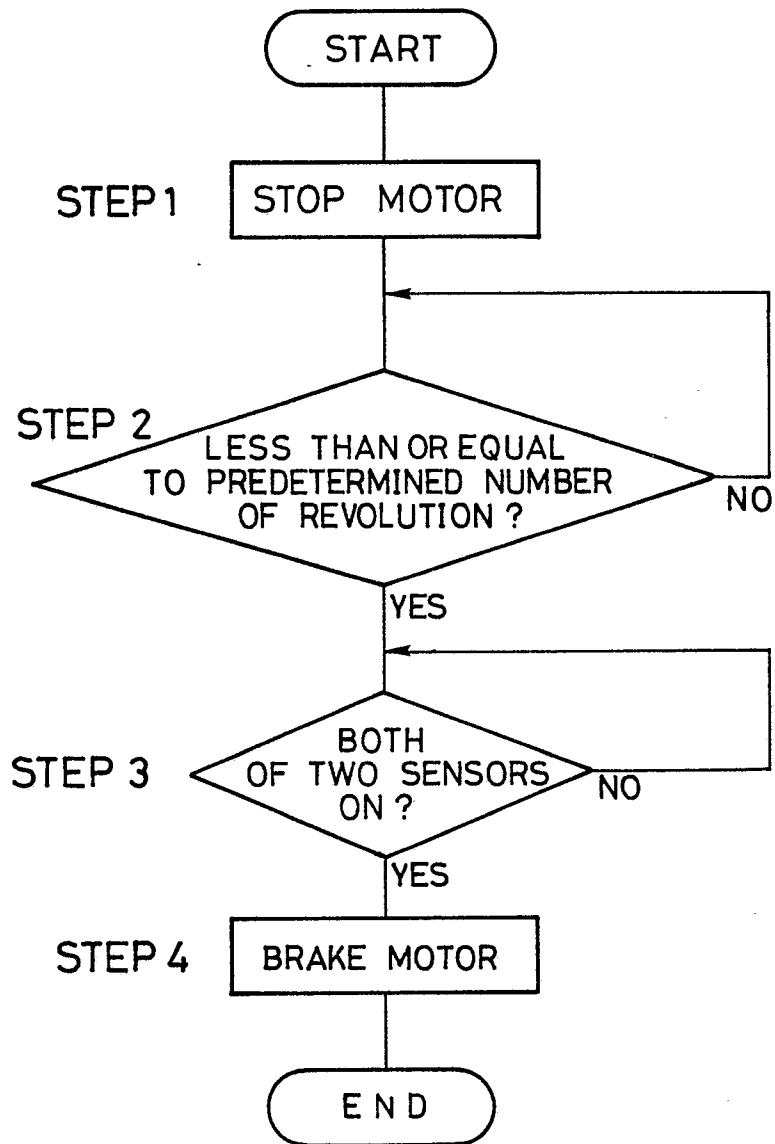 START
STEP 1
STOP MOTOR
STEP 2
LESS THAN OR EQUAL
TO PREDETERMINED NUMBER
OF REVOLUTION ?
NO
YES
STEP 3
BOTH
OF TWO SENSORS
ON ?
NO
YES
STEP 4
BRAKE MOTOR
END